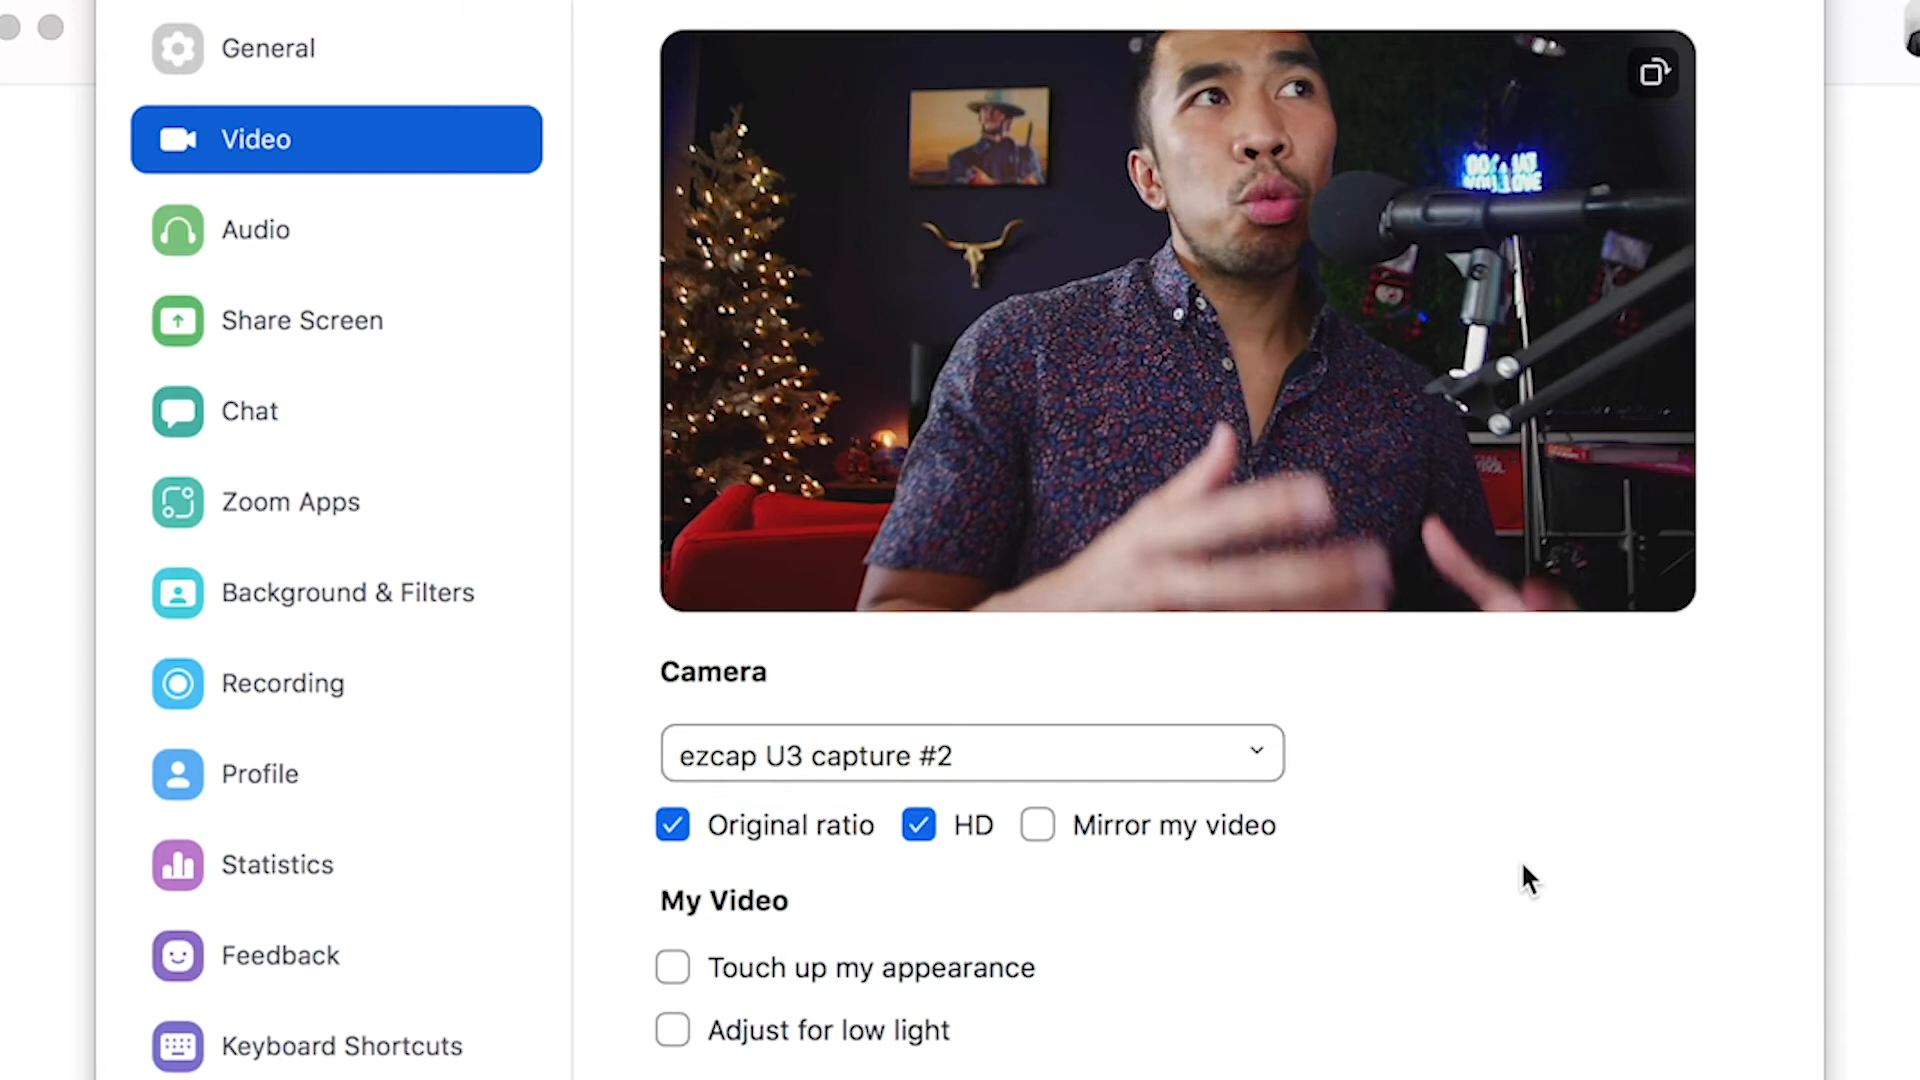 General
Video
Audio
Share Screen
Chat
Zoom Apps
Background & Filters
Recording
Profile
Statistics
Feedback
Keyboard Shortcuts
Camera
ezcap U3 capture #2
Original ratio HD Mirror my video
My Video
Touch up my appearance
Adjust for low light